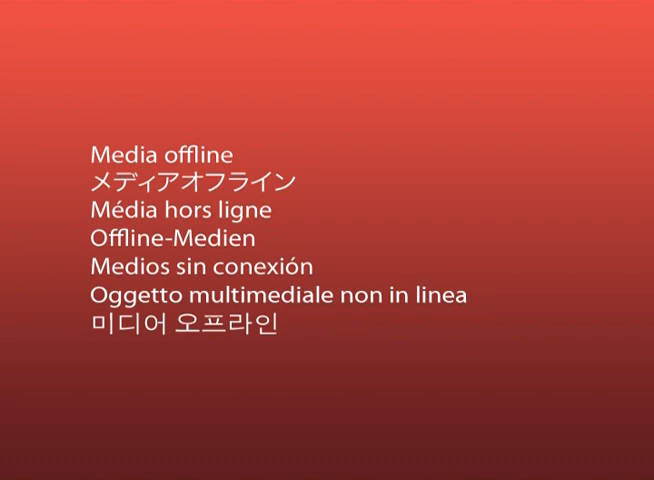 Media offline
メディアオフライン
Média hors ligne
Offline-Medien
Medios sin conexión
Oggetto multimediale non in linea
미디어 오프라인